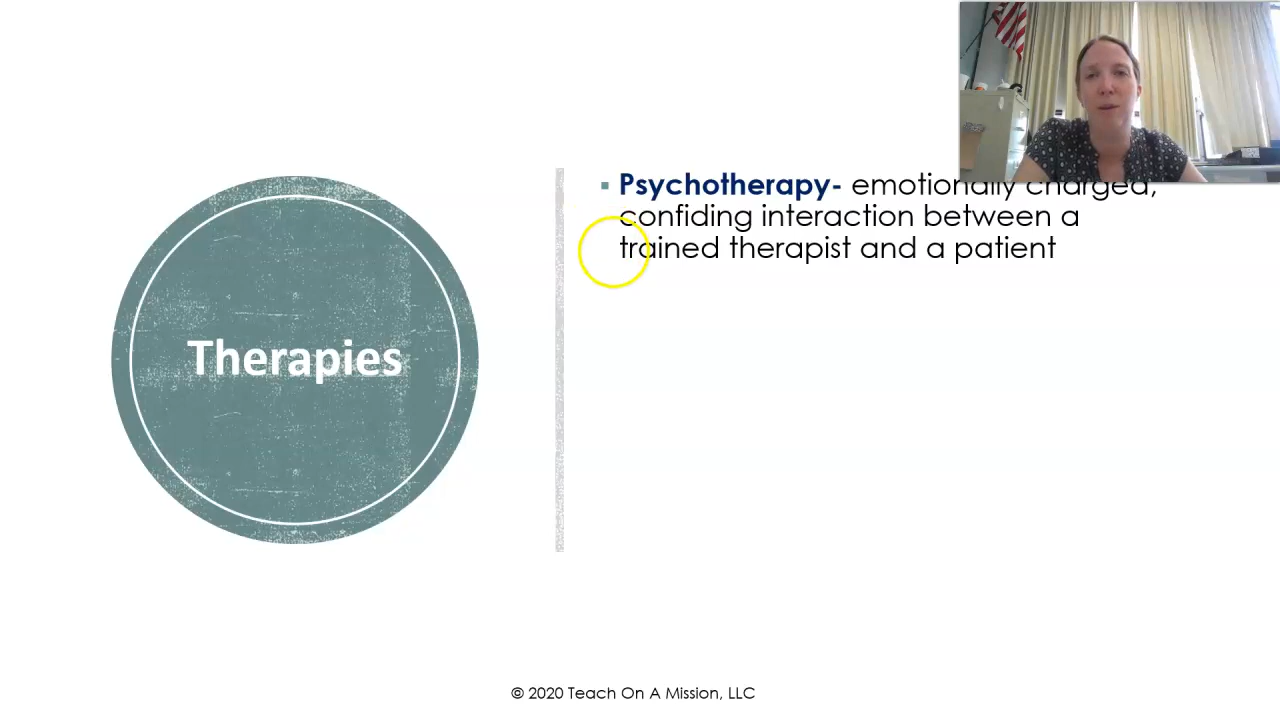 Psychotherapy- emotionally charged,
confiding interaction between a
trained therapist and a patient
Therapies
© 2020 Teach On A Mission, LLC